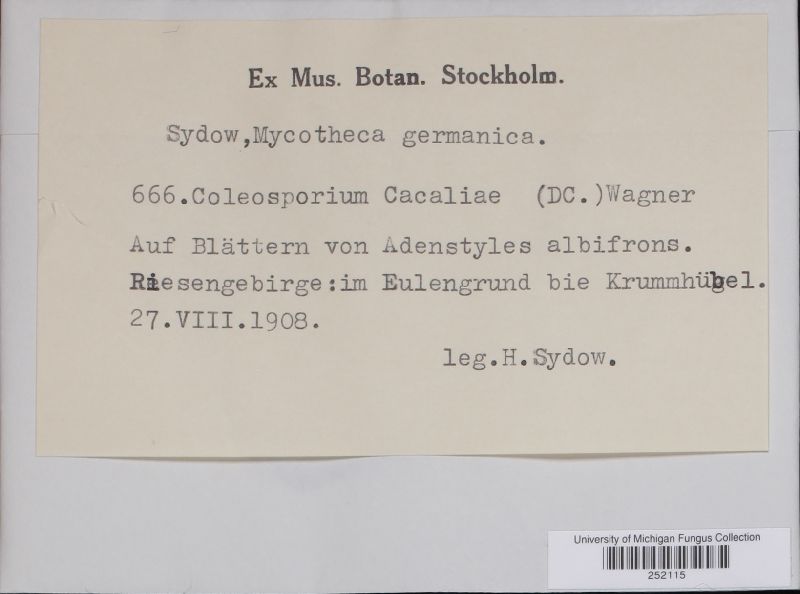 Ex Mus. Botan. Stockholm.
Sydow,Mycotheca germanica.
666.Coleosporium Cacaliae (DC.)Wagner
Auf Blättern von Adenstyles albifrons.
Riesengebirge:im Eulengrund bie Krummhübel.
27.VIII.1908.
leg.H.Sydow.
University of Michigan Fungus Collection
252115